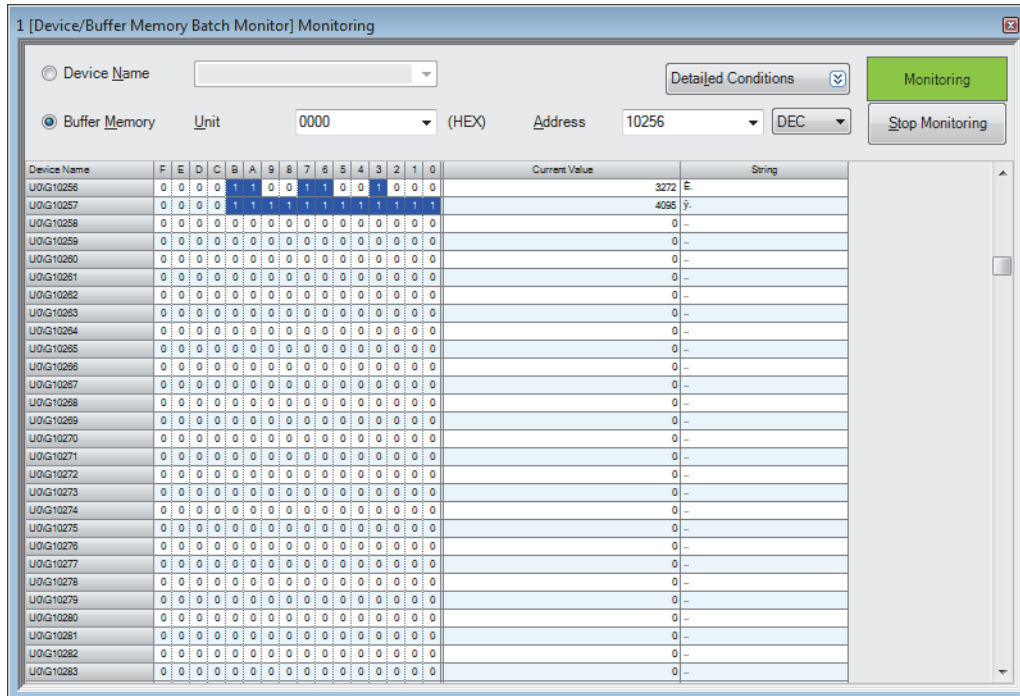 1 [Device/Buffer Memory Batch Monitor] Monitoring
Device Name
Detailed Conditions
Monitoring
Buffer Memory Unit 0000 (HEX) Address 10256 DEC
Stop Monitoring
Device Name F E D C B A 9 8 7 6 5 4 3 2 1 0 Current Value String
U0\G10256 0 0 0 0 1 1 0 0 1 1 0 0 1 0 0 0 3272 È.
U0\G10257 0 0 0 0 1 1 1 1 1 1 1 1 1 1 1 1 4095 ÿ.
U0\G10258 0 0 0 0 0 0 0 0 0 0 0 0 0 0 0 0 0 ..
U0\G10259 0 0 0 0 0 0 0 0 0 0 0 0 0 0 0 0 0 ..
U0\G10260 0 0 0 0 0 0 0 0 0 0 0 0 0 0 0 0 0 ..
U0\G10261 0 0 0 0 0 0 0 0 0 0 0 0 0 0 0 0 0 ..
U0\G10262 0 0 0 0 0 0 0 0 0 0 0 0 0 0 0 0 0 ..
U0\G10263 0 0 0 0 0 0 0 0 0 0 0 0 0 0 0 0 0 ..
U0\G10264 0 0 0 0 0 0 0 0 0 0 0 0 0 0 0 0 0 ..
U0\G10265 0 0 0 0 0 0 0 0 0 0 0 0 0 0 0 0 0 ..
U0\G10266 0 0 0 0 0 0 0 0 0 0 0 0 0 0 0 0 0 ..
U0\G10267 0 0 0 0 0 0 0 0 0 0 0 0 0 0 0 0 0 ..
U0\G10268 0 0 0 0 0 0 0 0 0 0 0 0 0 0 0 0 0 ..
U0\G10269 0 0 0 0 0 0 0 0 0 0 0 0 0 0 0 0 0 ..
U0\G10270 0 0 0 0 0 0 0 0 0 0 0 0 0 0 0 0 0 ..
U0\G10271 0 0 0 0 0 0 0 0 0 0 0 0 0 0 0 0 0 ..
U0\G10272 0 0 0 0 0 0 0 0 0 0 0 0 0 0 0 0 0 ..
U0\G10273 0 0 0 0 0 0 0 0 0 0 0 0 0 0 0 0 0 ..
U0\G10274 0 0 0 0 0 0 0 0 0 0 0 0 0 0 0 0 0 ..
U0\G10275 0 0 0 0 0 0 0 0 0 0 0 0 0 0 0 0 0 ..
U0\G10276 0 0 0 0 0 0 0 0 0 0 0 0 0 0 0 0 0 ..
U0\G10277 0 0 0 0 0 0 0 0 0 0 0 0 0 0 0 0 0 ..
U0\G10278 0 0 0 0 0 0 0 0 0 0 0 0 0 0 0 0 0 ..
U0\G10279 0 0 0 0 0 0 0 0 0 0 0 0 0 0 0 0 0 ..
U0\G10280 0 0 0 0 0 0 0 0 0 0 0 0 0 0 0 0 0 ..
U0\G10281 0 0 0 0 0 0 0 0 0 0 0 0 0 0 0 0 0 ..
U0\G10282 0 0 0 0 0 0 0 0 0 0 0 0 0 0 0 0 0 ..
U0\G10283 0 0 0 0 0 0 0 0 0 0 0 0 0 0 0 0 0 ..